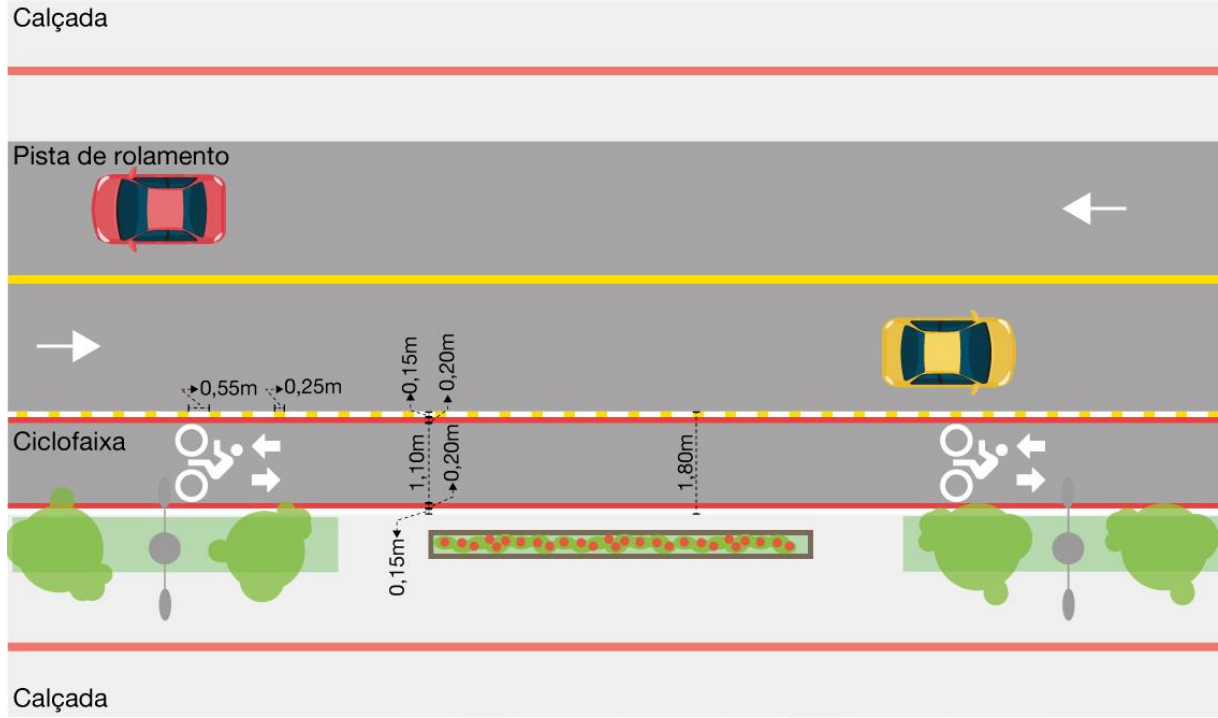 Calçada
Pista de rolamento
0,15m
0,20m
0,55m
0,25m
Ciclofaixa
1,10m
0,20m
1,80m
0,15m
Calçada